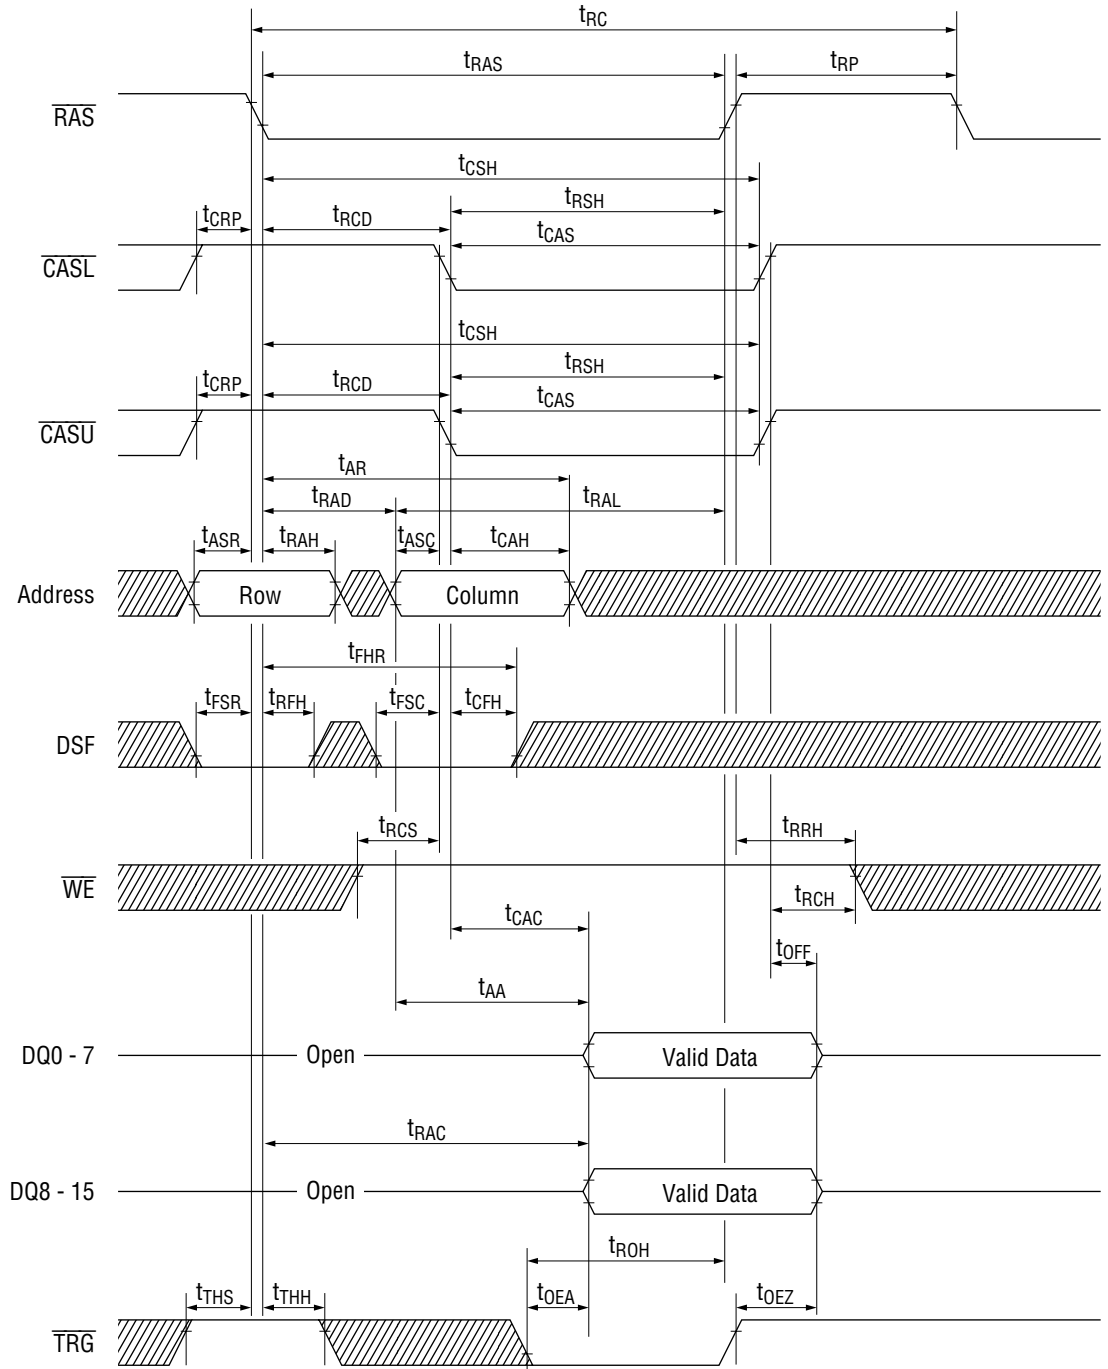 tRC
tRAS tRP
RAS
tCSH
tRSH
tCRP tRCD tCAS
CASL
tCSH
tRSH
tCRP tRCD tCAS
CASU
tAR
tRAD tRAL
tASR tRAH tASC tCAH
Address Row Column
tFHR
tFSR tRFH tFSC tCFH
DSF
tRCS tRRH
WE
tRCH
tCAC
tOFF
tAA
DQ0 - 7 Open Valid Data
tRAC
DQ8 - 15 Open Valid Data
tROH
tTHS tTHH tOEA tOEZ
TRG